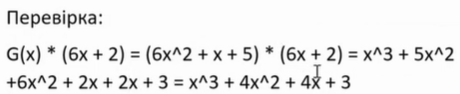 Перевірка:
G(x) * (6x + 2) = (6x^2 + x + 5) * (6x + 2) = x^3 + 5x^2
+6x^2 + 2x + 2x + 3 = x^3 + 4x^2 + 4x + 3